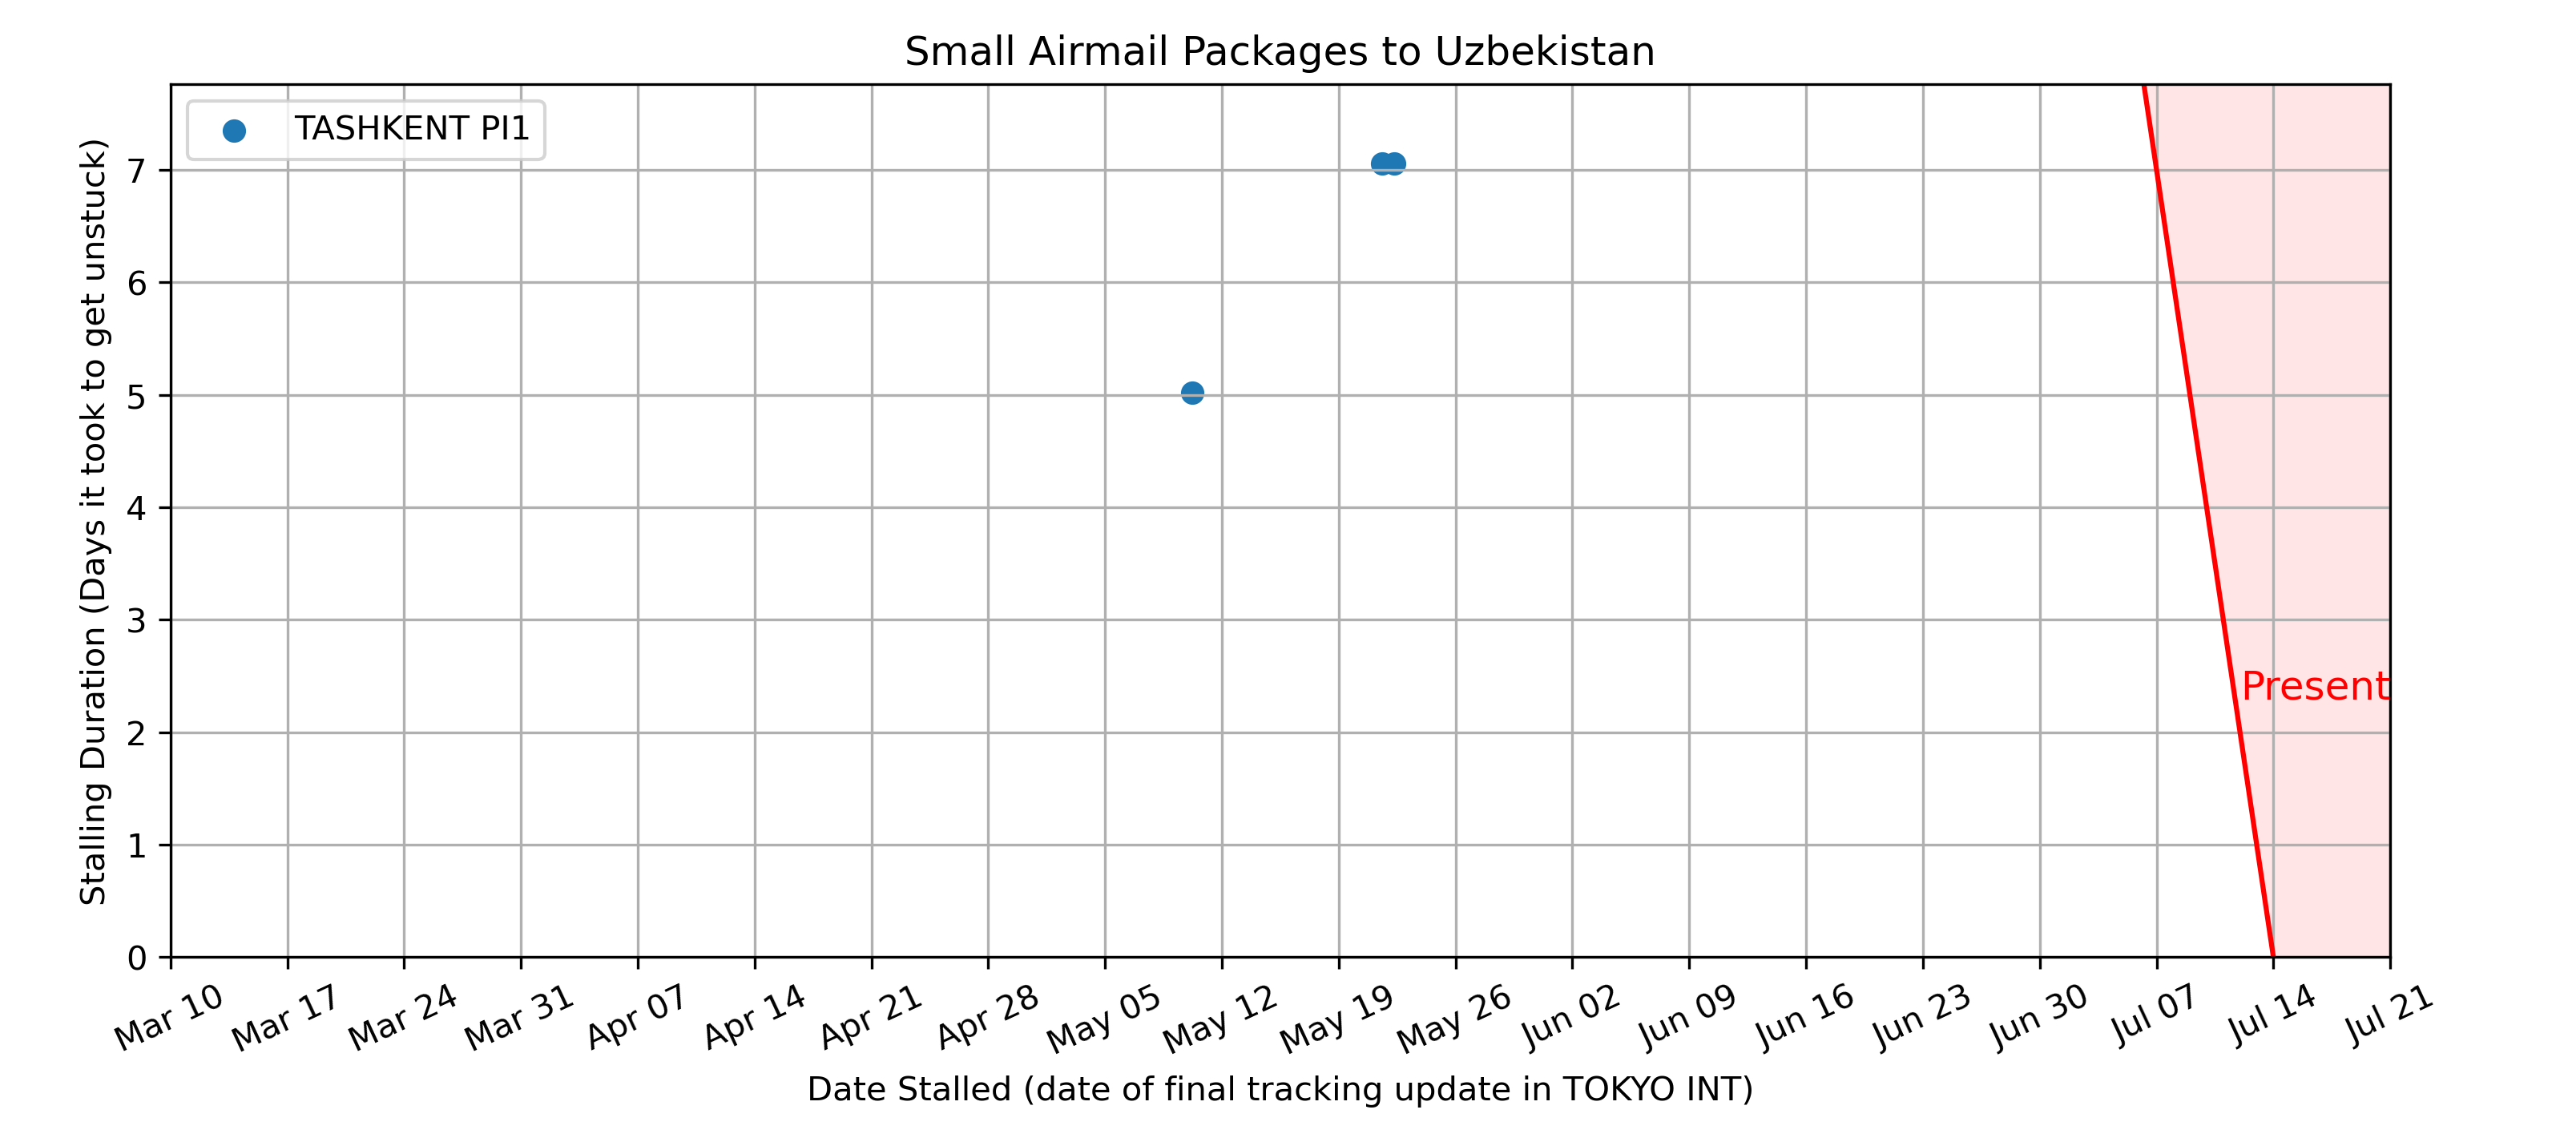 Small Airmail Packages to Uzbekistan
TASHKENT PI1
Stalling Duration (Days it took to get unstuck)
7
6
5
4
3
2
1
0
Present
Mar 10 Mar 17 Mar 24 Mar 31 Apr 07 Apr 14 Apr 21 Apr 28 May 05 May 12 May 19 May 26 Jun 02 Jun 09 Jun 16 Jun 23 Jun 30 Jul 07 Jul 14 Jul 21
Date Stalled (date of final tracking update in TOKYO INT)